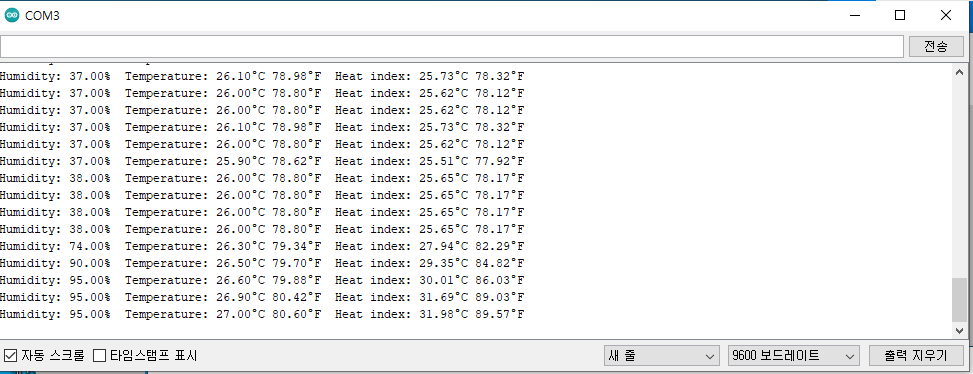 COM3
전송
Humidity: 37.00%  Temperature: 26.10°C 78.98°F  Heat index: 25.73°C 78.32°F
Humidity: 37.00%  Temperature: 26.00°C 78.80°F  Heat index: 25.62°C 78.12°F
Humidity: 37.00%  Temperature: 26.00°C 78.80°F  Heat index: 25.62°C 78.12°F
Humidity: 37.00%  Temperature: 26.10°C 78.98°F  Heat index: 25.73°C 78.32°F
Humidity: 37.00%  Temperature: 26.00°C 78.80°F  Heat index: 25.62°C 78.12°F
Humidity: 37.00%  Temperature: 25.90°C 78.62°F  Heat index: 25.51°C 77.92°F
Humidity: 38.00%  Temperature: 26.00°C 78.80°F  Heat index: 25.65°C 78.17°F
Humidity: 38.00%  Temperature: 26.00°C 78.80°F  Heat index: 25.65°C 78.17°F
Humidity: 38.00%  Temperature: 26.00°C 78.80°F  Heat index: 25.65°C 78.17°F
Humidity: 38.00%  Temperature: 26.00°C 78.80°F  Heat index: 25.65°C 78.17°F
Humidity: 74.00%  Temperature: 26.30°C 79.34°F  Heat index: 27.94°C 82.29°F
Humidity: 90.00%  Temperature: 26.50°C 79.70°F  Heat index: 29.35°C 84.82°F
Humidity: 95.00%  Temperature: 26.60°C 79.88°F  Heat index: 30.01°C 86.03°F
Humidity: 95.00%  Temperature: 26.90°C 80.42°F  Heat index: 31.69°C 89.03°F
Humidity: 95.00%  Temperature: 27.00°C 80.60°F  Heat index: 31.98°C 89.57°F
자동 스크롤 타임스탬프 표시 새 줄 9600 보드레이트 출력 지우기